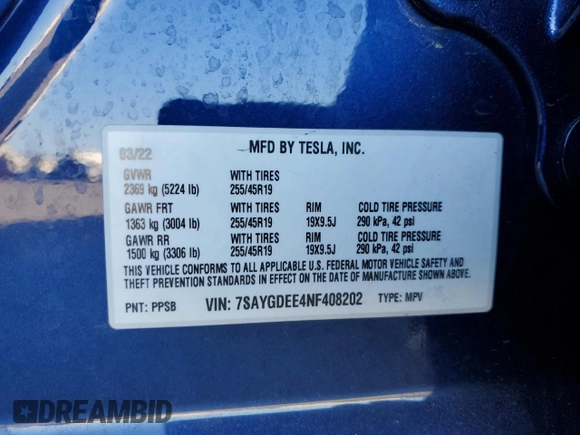 03/22 MFD BY TESLA, INC.
GVWR WITH TIRES
2369 kg (5224 lb) 255/45R19
GAWR FRT WITH TIRES RIM COLD TIRE PRESSURE
1363 kg (3004 lb) 255/45R19 19X9.5J 290 kPa, 42 psi
GAWR RR WITH TIRES RIM COLD TIRE PRESSURE
1500 kg (3306 lb) 255/45R19 19X9.5J 290 kPa, 42 psi
THIS VEHICLE CONFORMS TO ALL APPLICABLE U.S. FEDERAL MOTOR VEHICLE SAFETY AND
THEFT PREVENTION STANDARDS IN EFFECT ON THE DATE OF MANUFACTURE SHOWN ABOVE.
PNT: PPSB VIN: 7SAYGDEE4NF408202 TYPE: MPV
DREAMBID